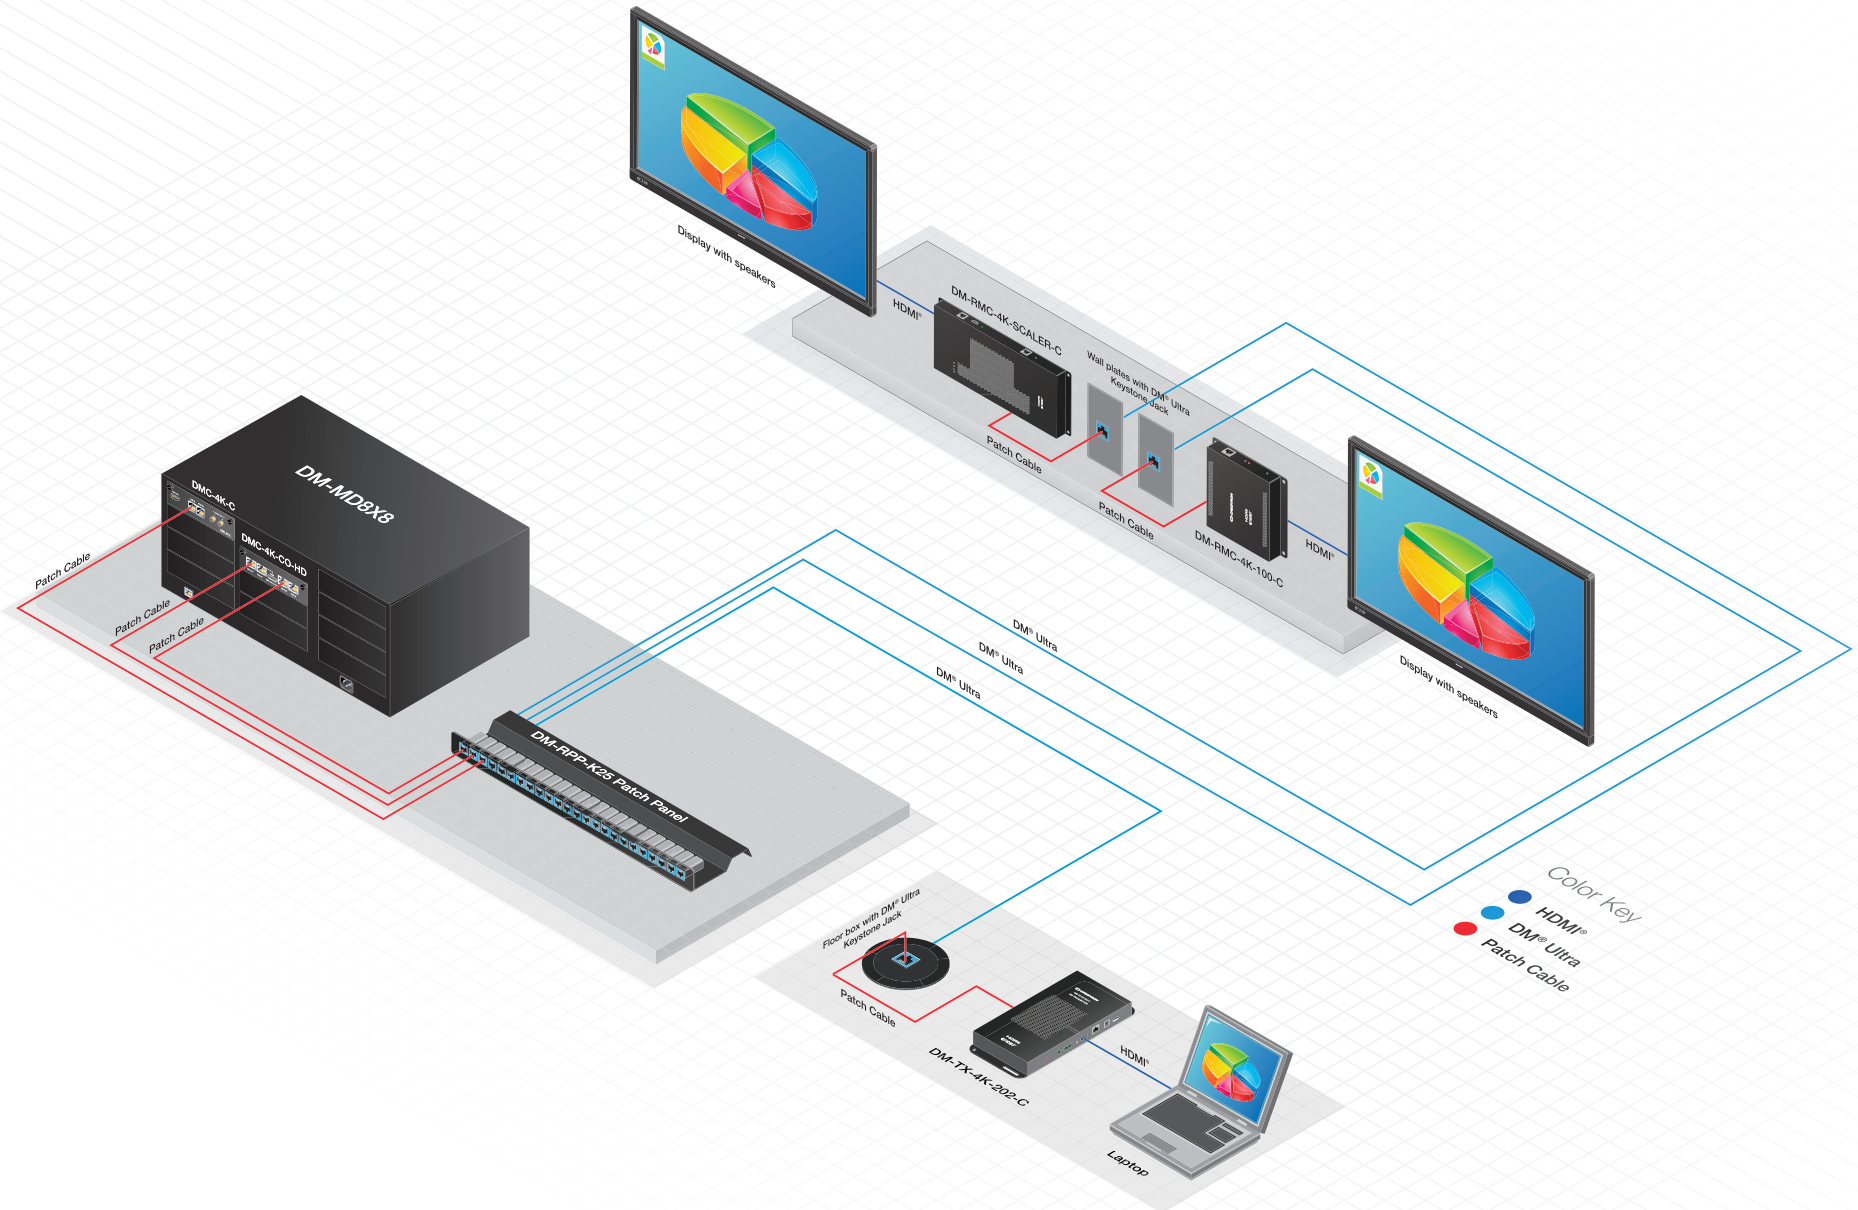 Display with speakers
HDMI®
DM-RMC-4K-SCALER-C
Wall plates with DM® Ultra
Keystone Jack
Patch Cable
Patch Cable
DM-RMC-4K-100-C
HDMI®
Display with speakers
DM-MD8X8
DMC-4K-C
DMC-4K-CO-HD
Patch Cable
Patch Cable
Patch Cable
DM® Ultra
DM® Ultra
DM® Ultra
DM-RPP-K25 Patch Panel
Floor box with DM® Ultra
Keystone Jack
Patch Cable
DM-TX-4K-202-C
HDMI®
Laptop
Color Key
HDMI®
DM® Ultra
Patch Cable